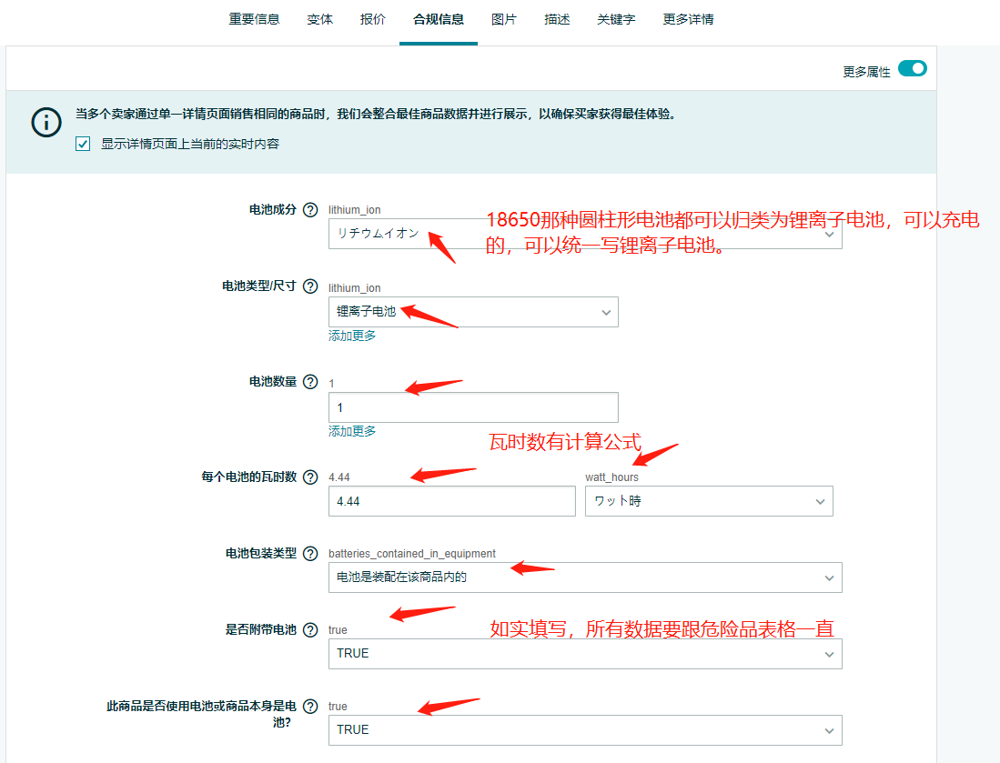 重要信息 变体 报价 合规信息 图片 描述 关键字 更多详情
更多属性
当多个卖家通过单一详情页面销售相同的商品时，我们会整合最佳商品数据并进行展示，以确保买家获得最佳体验。
显示详情页面上当前的实时内容
电池成分 ? lithium_ion
リチウムイオン
18650那种圆柱形电池都可以归类为锂离子电池，可以充电
的，可以统一写锂离子电池。
电池类型/尺寸 ? lithium_ion
锂离子电池
添加更多
电池数量 ? 1
1
添加更多
瓦时数有计算公式
每个电池的瓦时数 ? 4.44 watt_hours
4.44 ワット時
电池包装类型 ? batteries_contained_in_equipment
电池是装配在该商品内的
是否附带电池 ? true
如实填写，所有数据要跟危险品表格一直
TRUE
此商品是否使用电池或商品本身是电 ? true
池?
TRUE